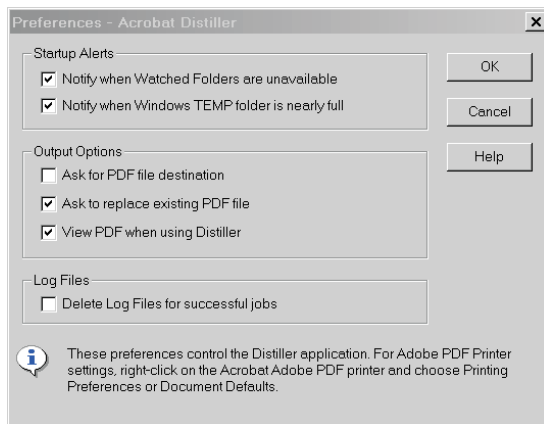 Preferences - Acrobat Distiller
Startup Alerts
Notify when Watched Folders are unavailable
Notify when Windows TEMP folder is nearly full
OK
Cancel
Help
Output Options
Ask for PDF file destination
Ask to replace existing PDF file
View PDF when using Distiller
Log Files
Delete Log Files for successful jobs
These preferences control the Distiller application. For Adobe PDF Printer
settings, right-click on the Acrobat Adobe PDF printer and choose Printing
Preferences or Document Defaults.